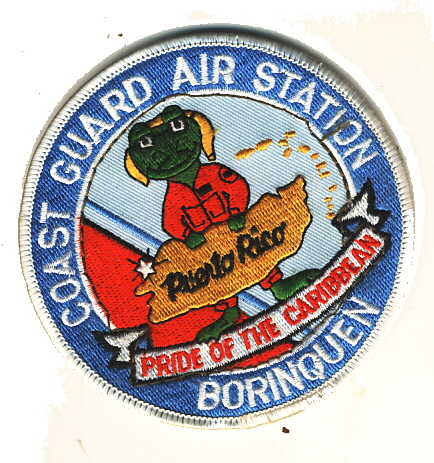 COAST GUARD AIR STATION
Puerto Rico
PRIDE OF THE CARIBBEAN
BORINQUEN